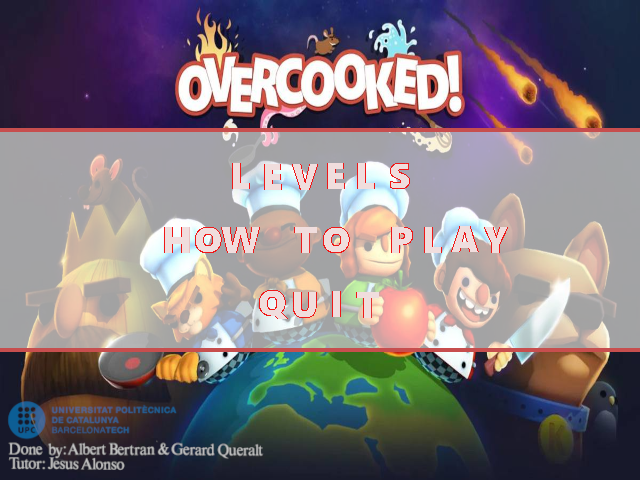 OVERCOOKED!
LEVELS
HOW TO PLAY
QUIT
UNIVERSITAT POLITÈCNICA
DE CATALUNYA
BARCELONATECH
UPC
Done by: Albert Bertran & Gerard Queralt
Tutor: Jesus Alonso